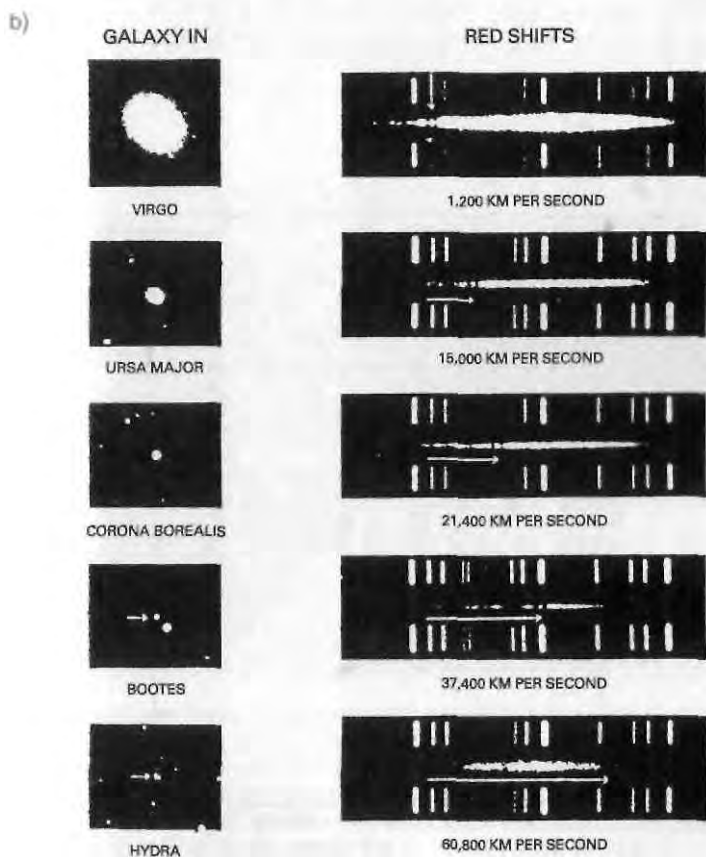 b)
GALAXY IN
RED SHIFTS
VIRGO
1,200 KM PER SECOND
URSA MAJOR
15,000 KM PER SECOND
CORONA BOREALIS
21,400 KM PER SECOND
BOOTES
37,400 KM PER SECOND
HYDRA
60,800 KM PER SECOND